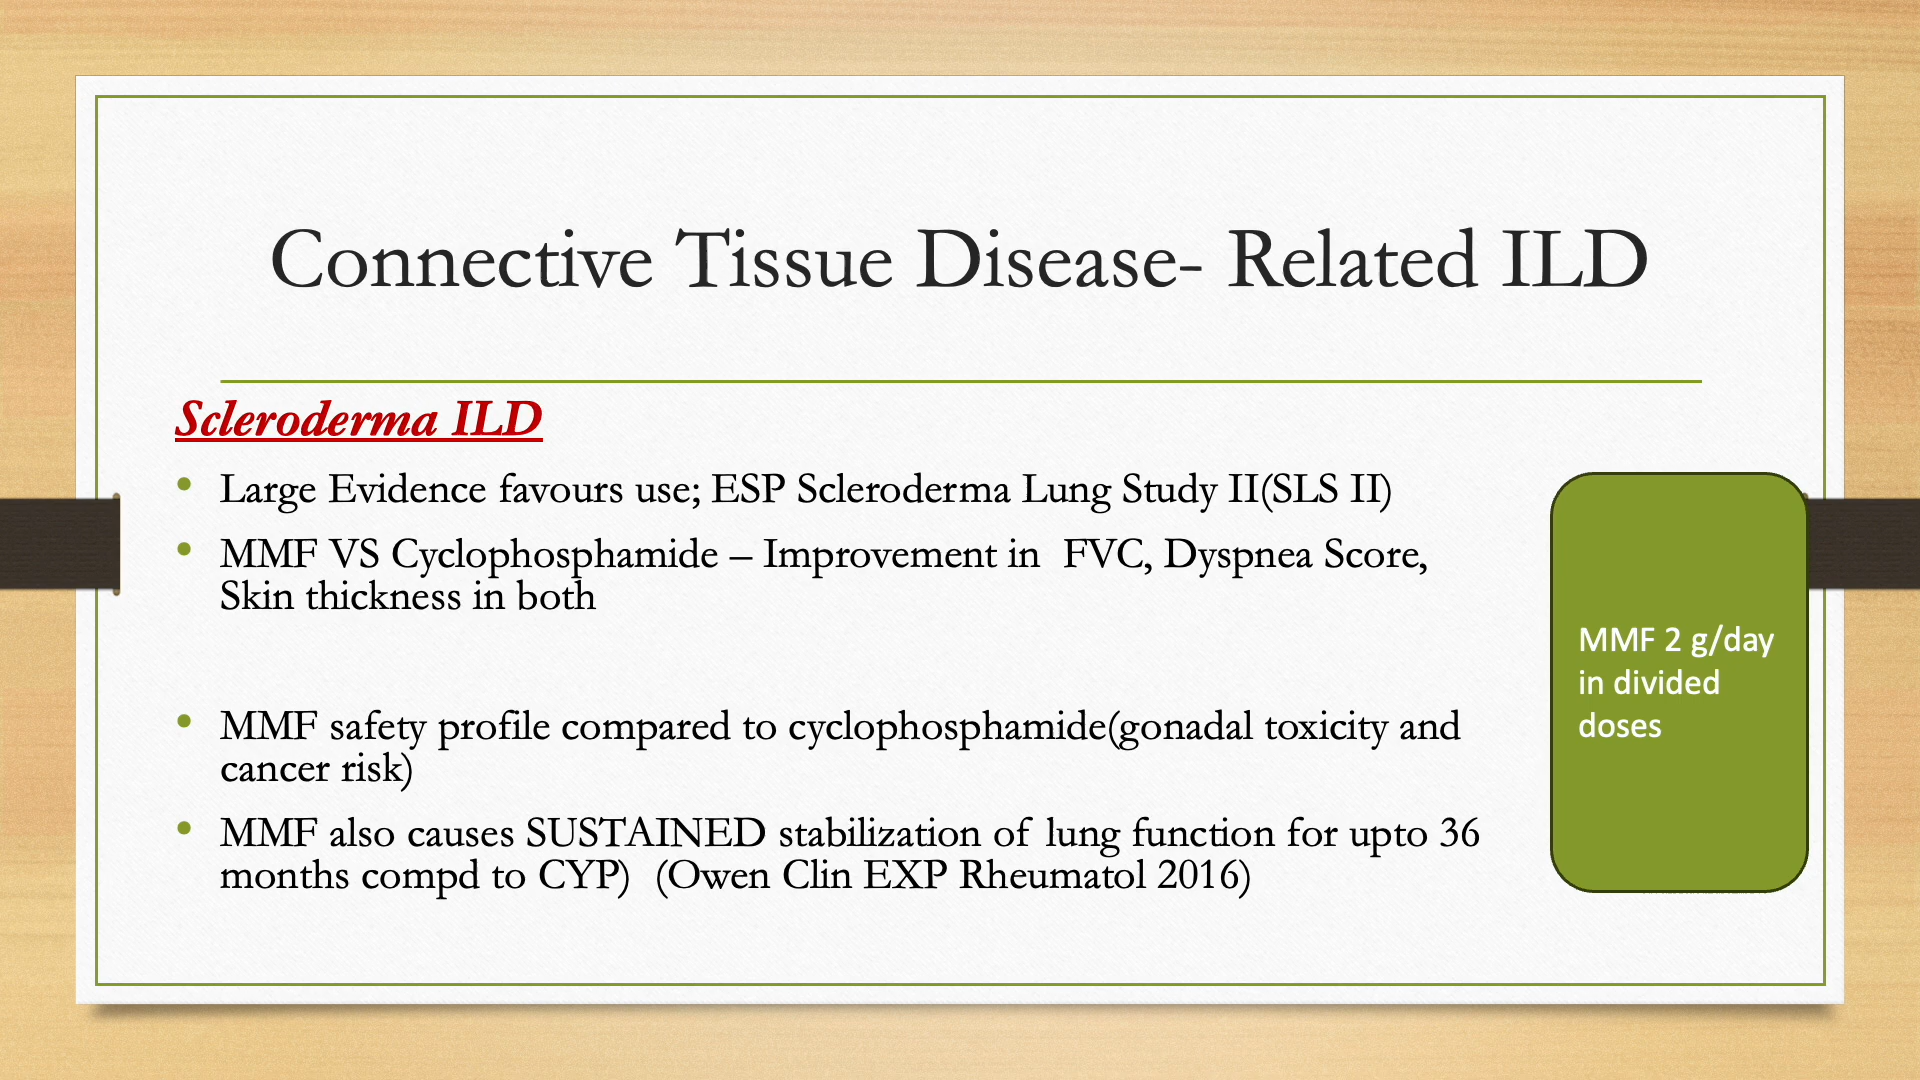 Connective Tissue Disease- Related ILD
Scleroderma ILD
• Large Evidence favours use; ESP Scleroderma Lung Study II(SLS II)
• MMF VS Cyclophosphamide – Improvement in  FVC, Dyspnea Score,
Skin thickness in both
• MMF safety profile compared to cyclophosphamide(gonadal toxicity and
cancer risk)
• MMF also causes SUSTAINED stabilization of lung function for upto 36
months compd to CYP)  (Owen Clin EXP Rheumatol 2016)
MMF 2 g/day
in divided
doses